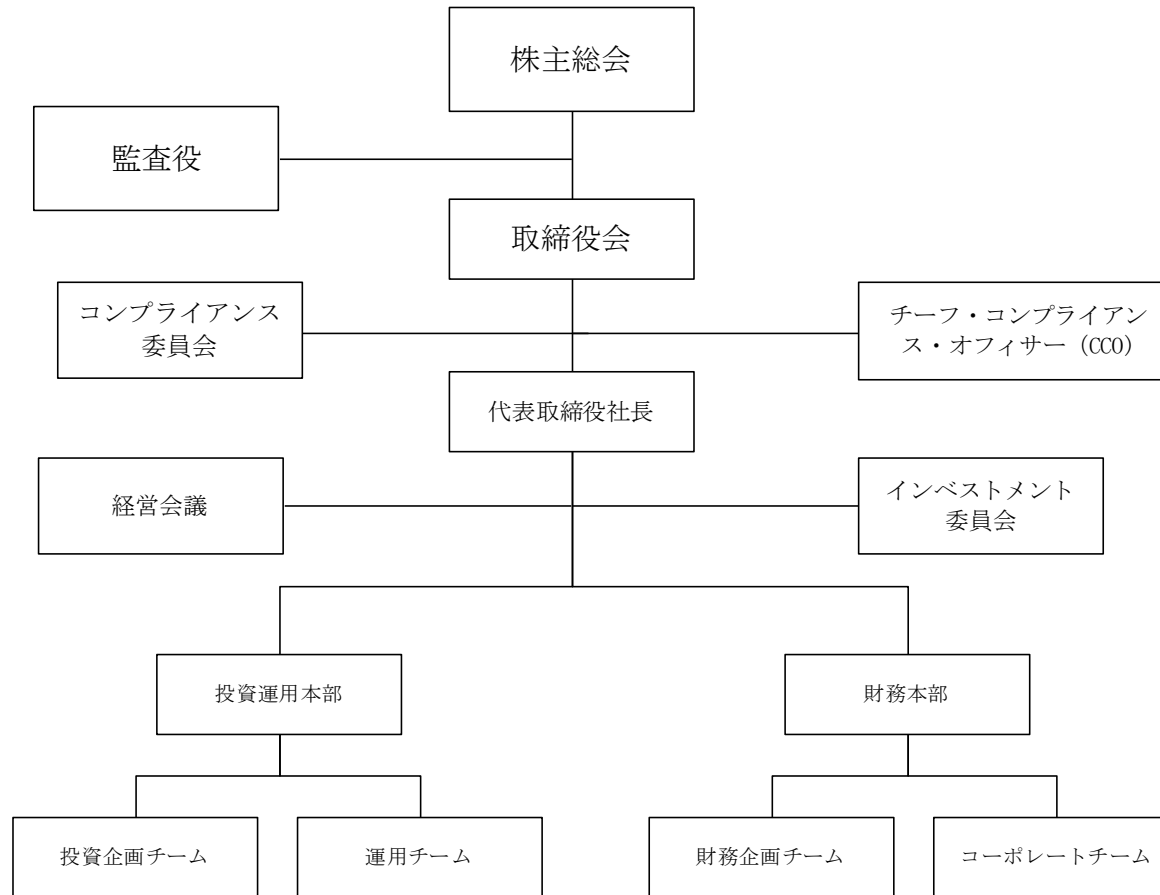 株主総会
監査役
取締役会
コンプライアンス
委員会
チーフ・コンプライアン
ス・オフィサー（CCO）
代表取締役社長
経営会議
インベストメント
委員会
投資運用本部
財務本部
投資企画チーム
運用チーム
財務企画チーム
コーポレートチーム